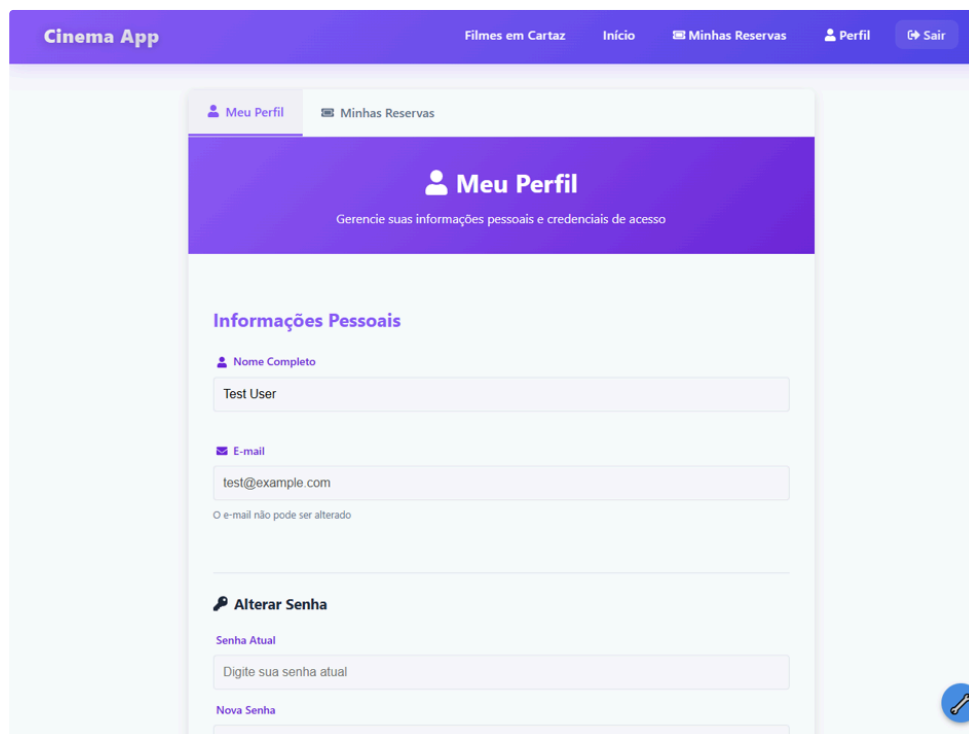 Cinema App
Filmes em Cartaz Início Minhas Reservas Perfil Sair
Meu Perfil Minhas Reservas
Meu Perfil
Gerencie suas informações pessoais e credenciais de acesso
Informações Pessoais
Nome Completo
Test User
E-mail
test@example.com
O e-mail não pode ser alterado
Alterar Senha
Senha Atual
Digite sua senha atual
Nova Senha